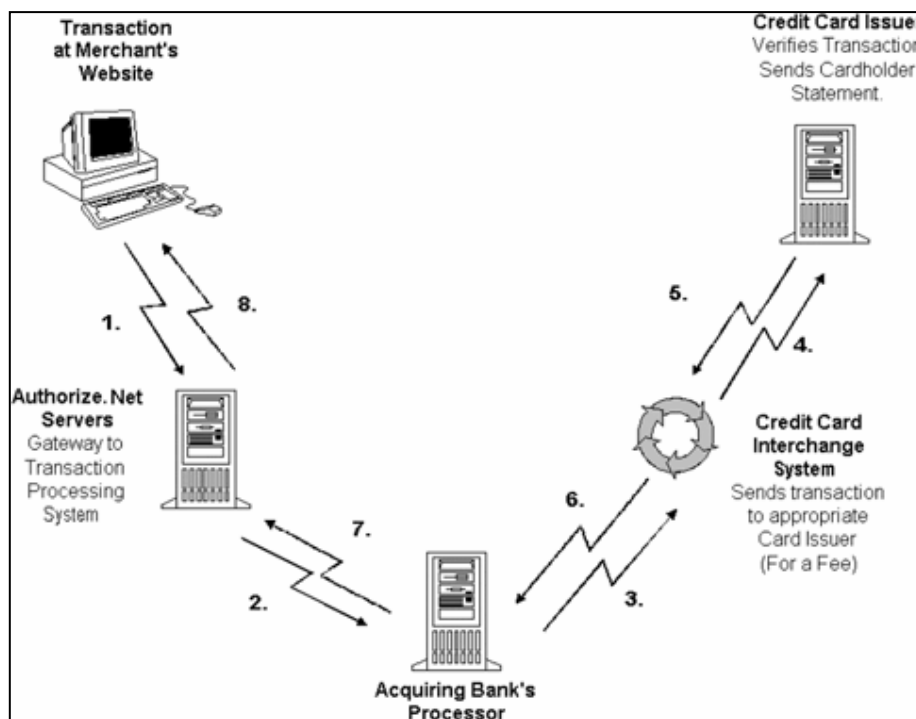 Transaction
at Merchant's
Website
Credit Card Issuer
Verifies Transaction
Sends Cardholder
Statement.
1.
8.
5.
4.
Authorize.Net
Servers
Gateway to
Transaction
Processing
System
Credit Card
Interchange
System
Sends transaction
to appropriate
Card Issuer
(For a Fee)
6.
7.
2.
3.
Acquiring Bank's
Processor